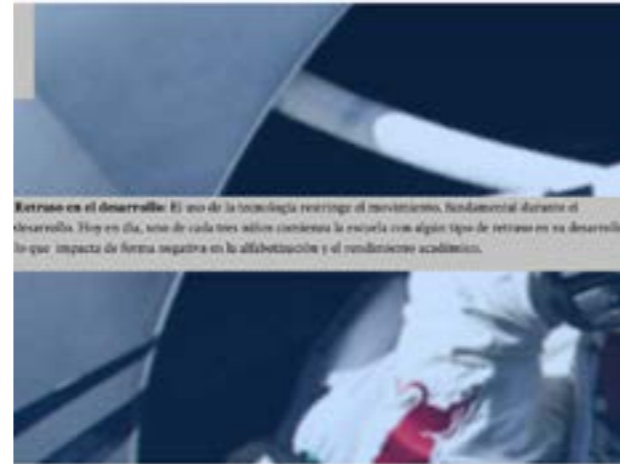 Retraso en el desarrollo: El uso de la tecnología restringe el movimiento, fundamental durante el
desarrollo. Hoy en día, uno de cada tres niños comienza la escuela con algún tipo de retraso en su desarrollo
lo que impacta de forma negativa en la alfabetización y el rendimiento académico.